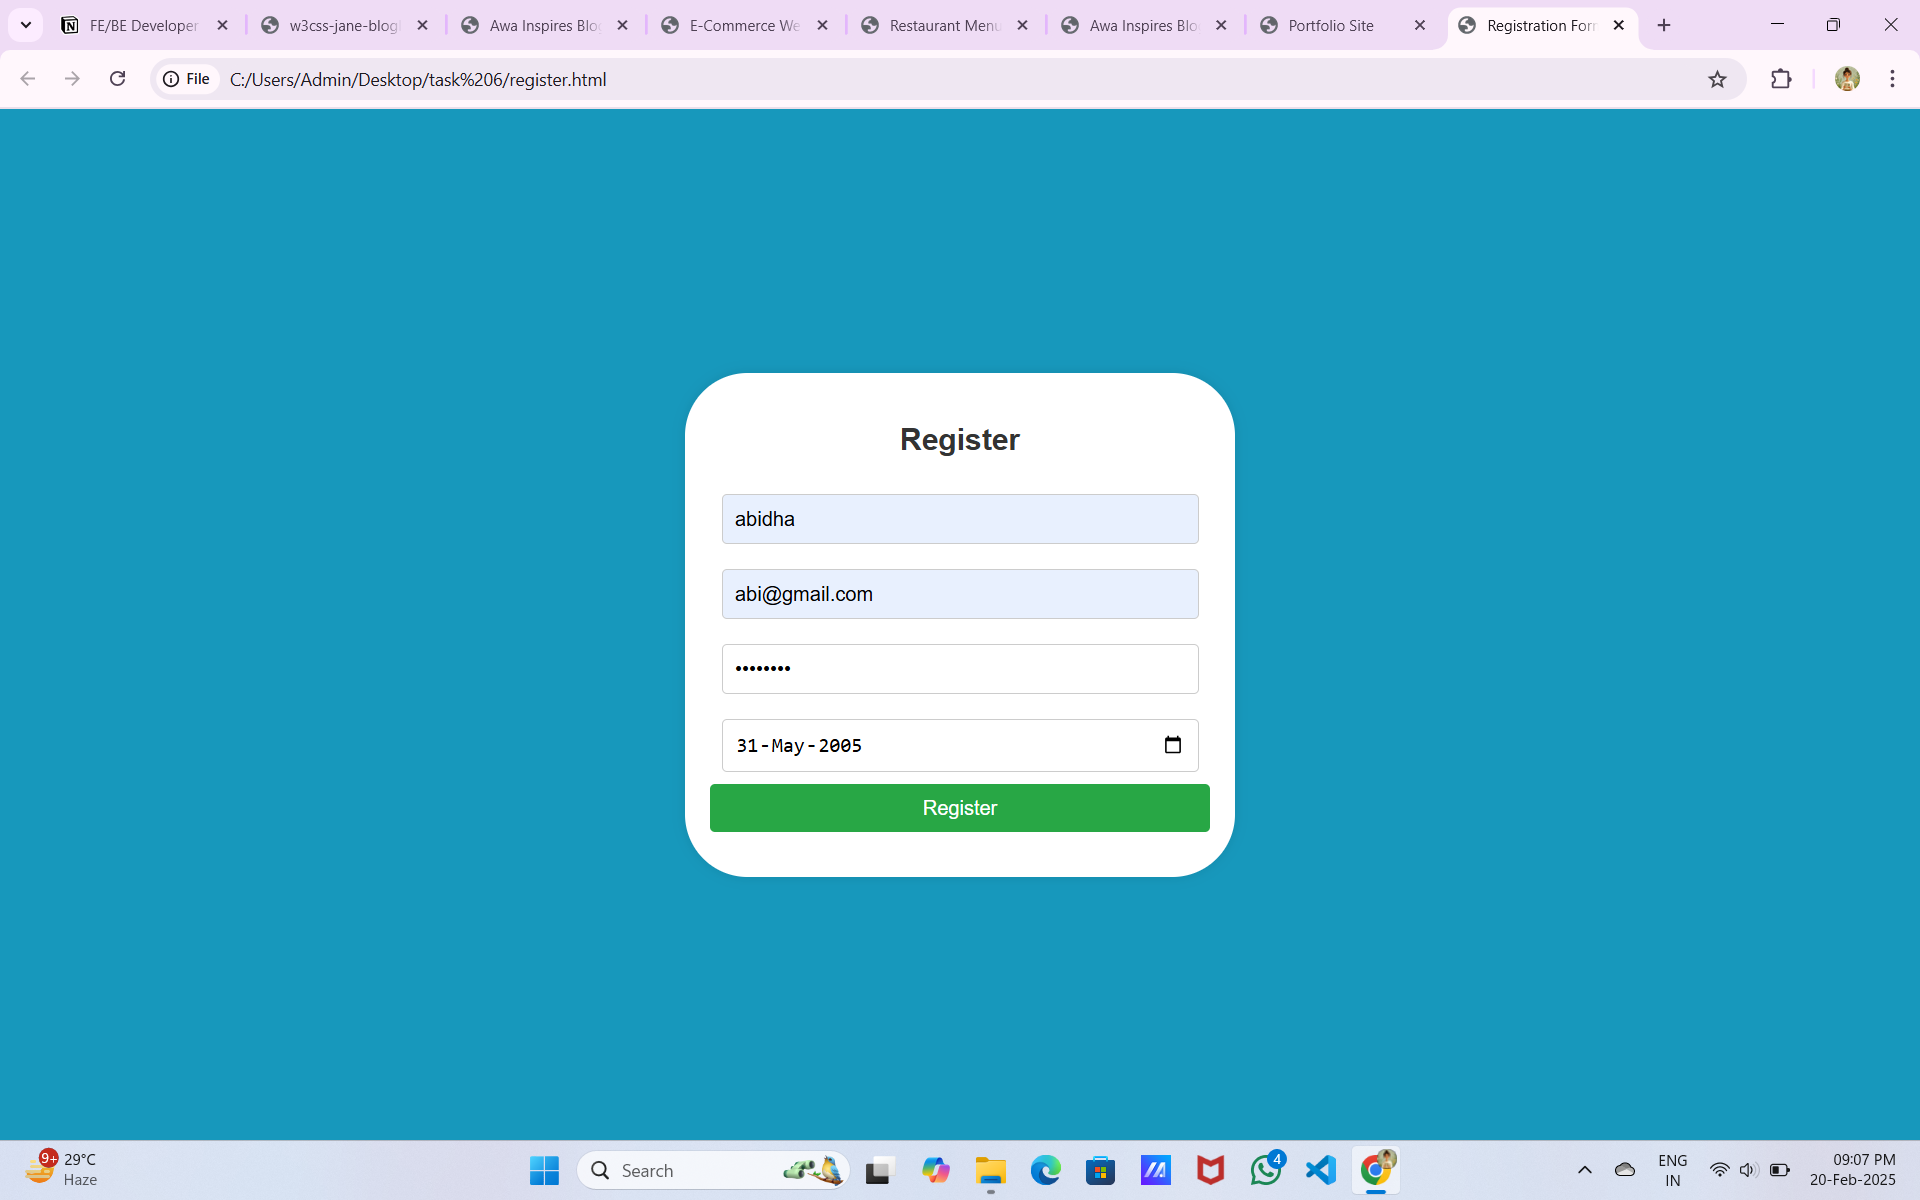 FE/BE Developer
w3css-jane-blog
Awa Inspires Blo
E-Commerce We
Restaurant Menu
Awa Inspires Blo
Portfolio Site
Registration For
File
C:/Users/Admin/Desktop/task%206/register.html
Register
abidha
abi@gmail.com
31-May-2005
Register
9+
29°C
Haze
Search
4
ENG
IN
09:07 PM
20-Feb-2025